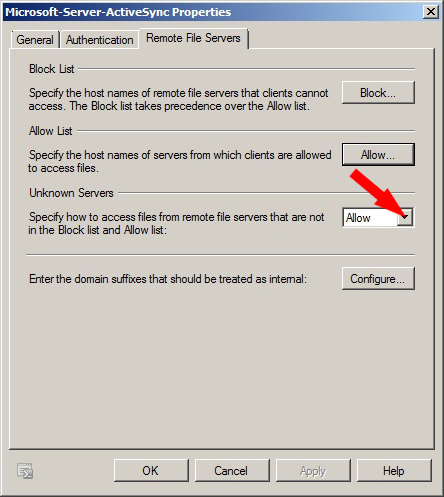 Microsoft-Server-ActiveSync Properties
General Authentication Remote File Servers
Block List
Specify the host names of remote file servers that clients cannot
access. The Block list takes precedence over the Allow list.
Block...
Allow List
Specify the host names of servers from which clients are allowed
to access files.
Allow...
Unknown Servers
Specify how to access files from remote file servers that are not
in the Block list and Allow list:
Allow
Enter the domain suffixes that should be treated as internal:
Configure...
OK Cancel Apply Help